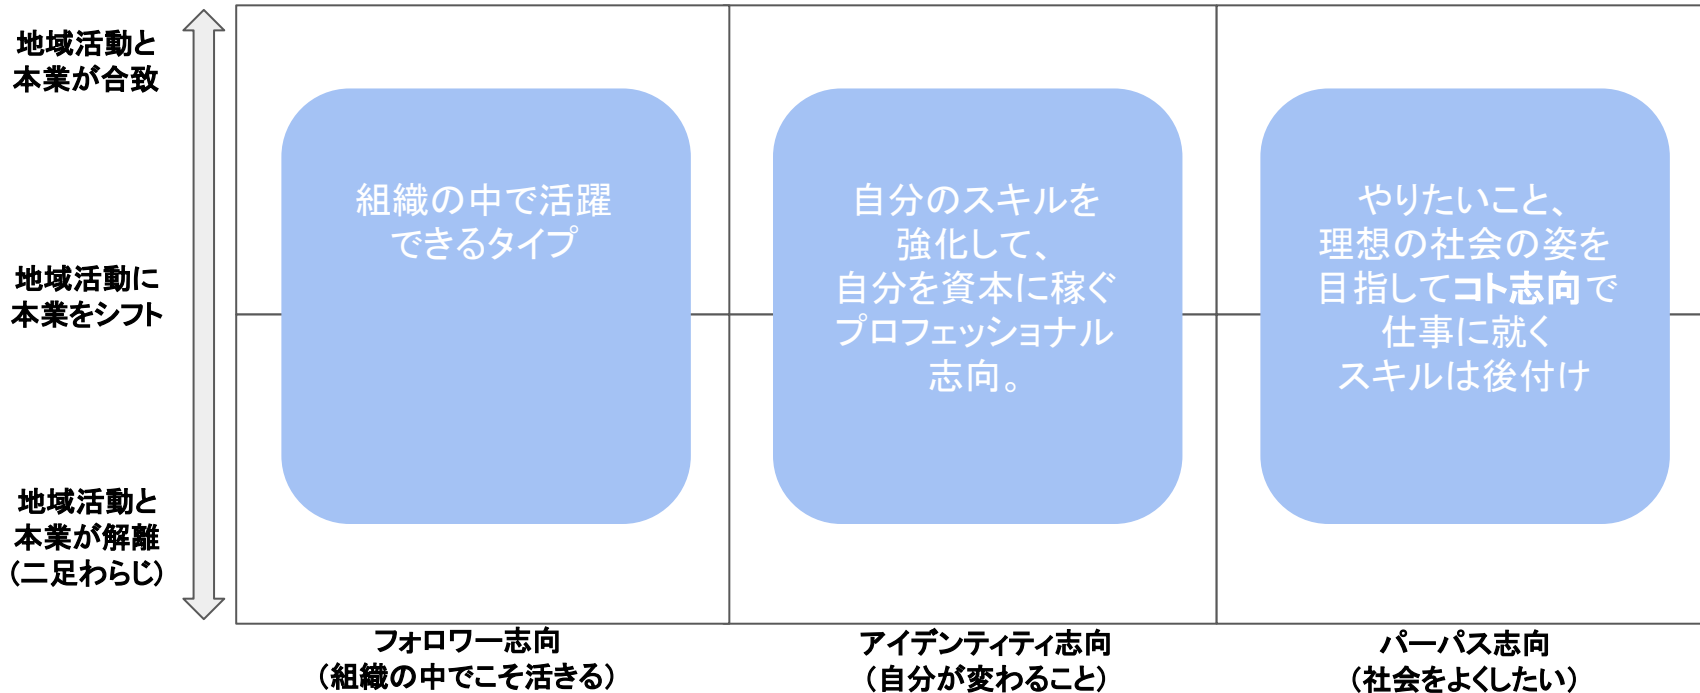 地域活動と
本業が合致
地域活動に
本業をシフト
地域活動と
本業が解離
（二足わらじ）
組織の中で活躍
できるタイプ
自分のスキルを
強化して、
自分を資本に稼ぐ
プロフェッショナル
志向。
やりたいこと、
理想の社会の姿を
目指してコト志向で
仕事に就く
スキルは後付け
フォロワー志向
（組織の中でこそ活きる）
アイデンティティ志向
（自分が変わること）
パーパス志向
（社会をよくしたい）